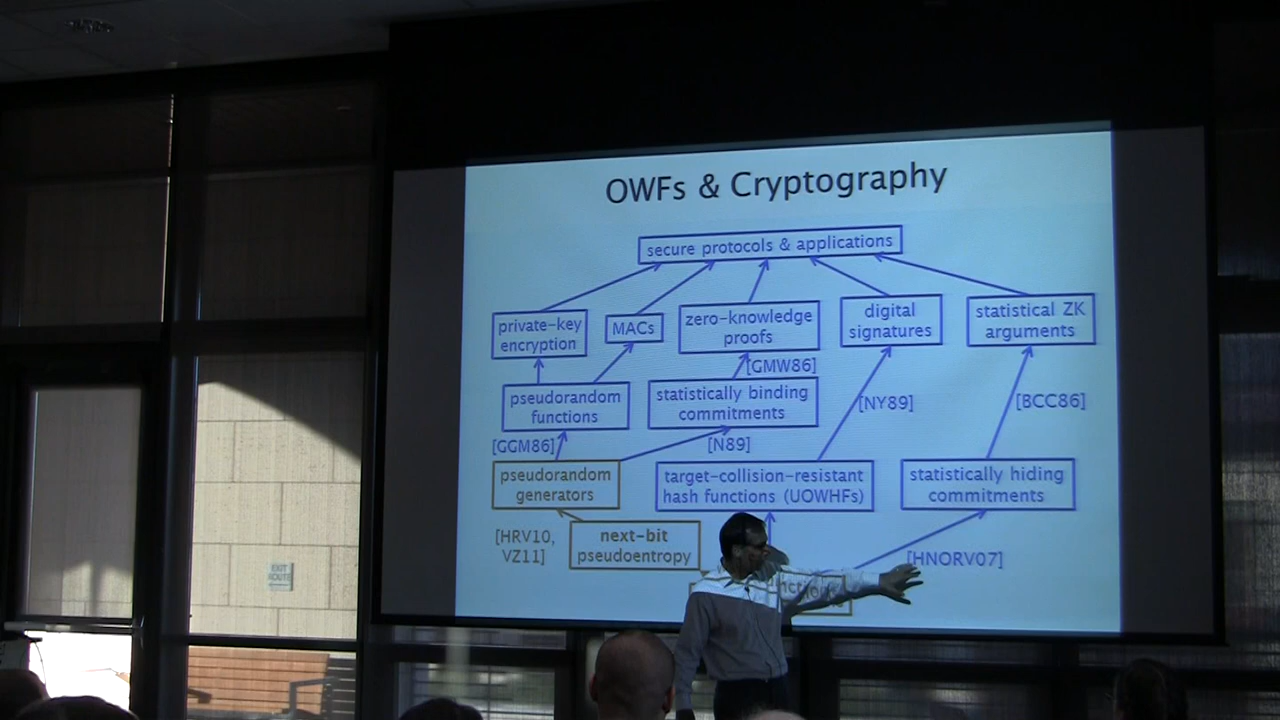 OWFs & Cryptography
secure protocols & applications
private-key
encryption
MACs
zero-knowledge
proofs
digital
signatures
statistical ZK
arguments
[GMW86]
pseudorandom
functions
statistically binding
commitments
[NY89]
[BCC86]
[GGM86]
[N89]
pseudorandom
generators
target-collision-resistant
hash functions (UOWHFs)
statistically hiding
commitments
[HRV10,
VZ11]
next-bit
pseudoentropy
[HNORV07]
EXIT
ROUTE